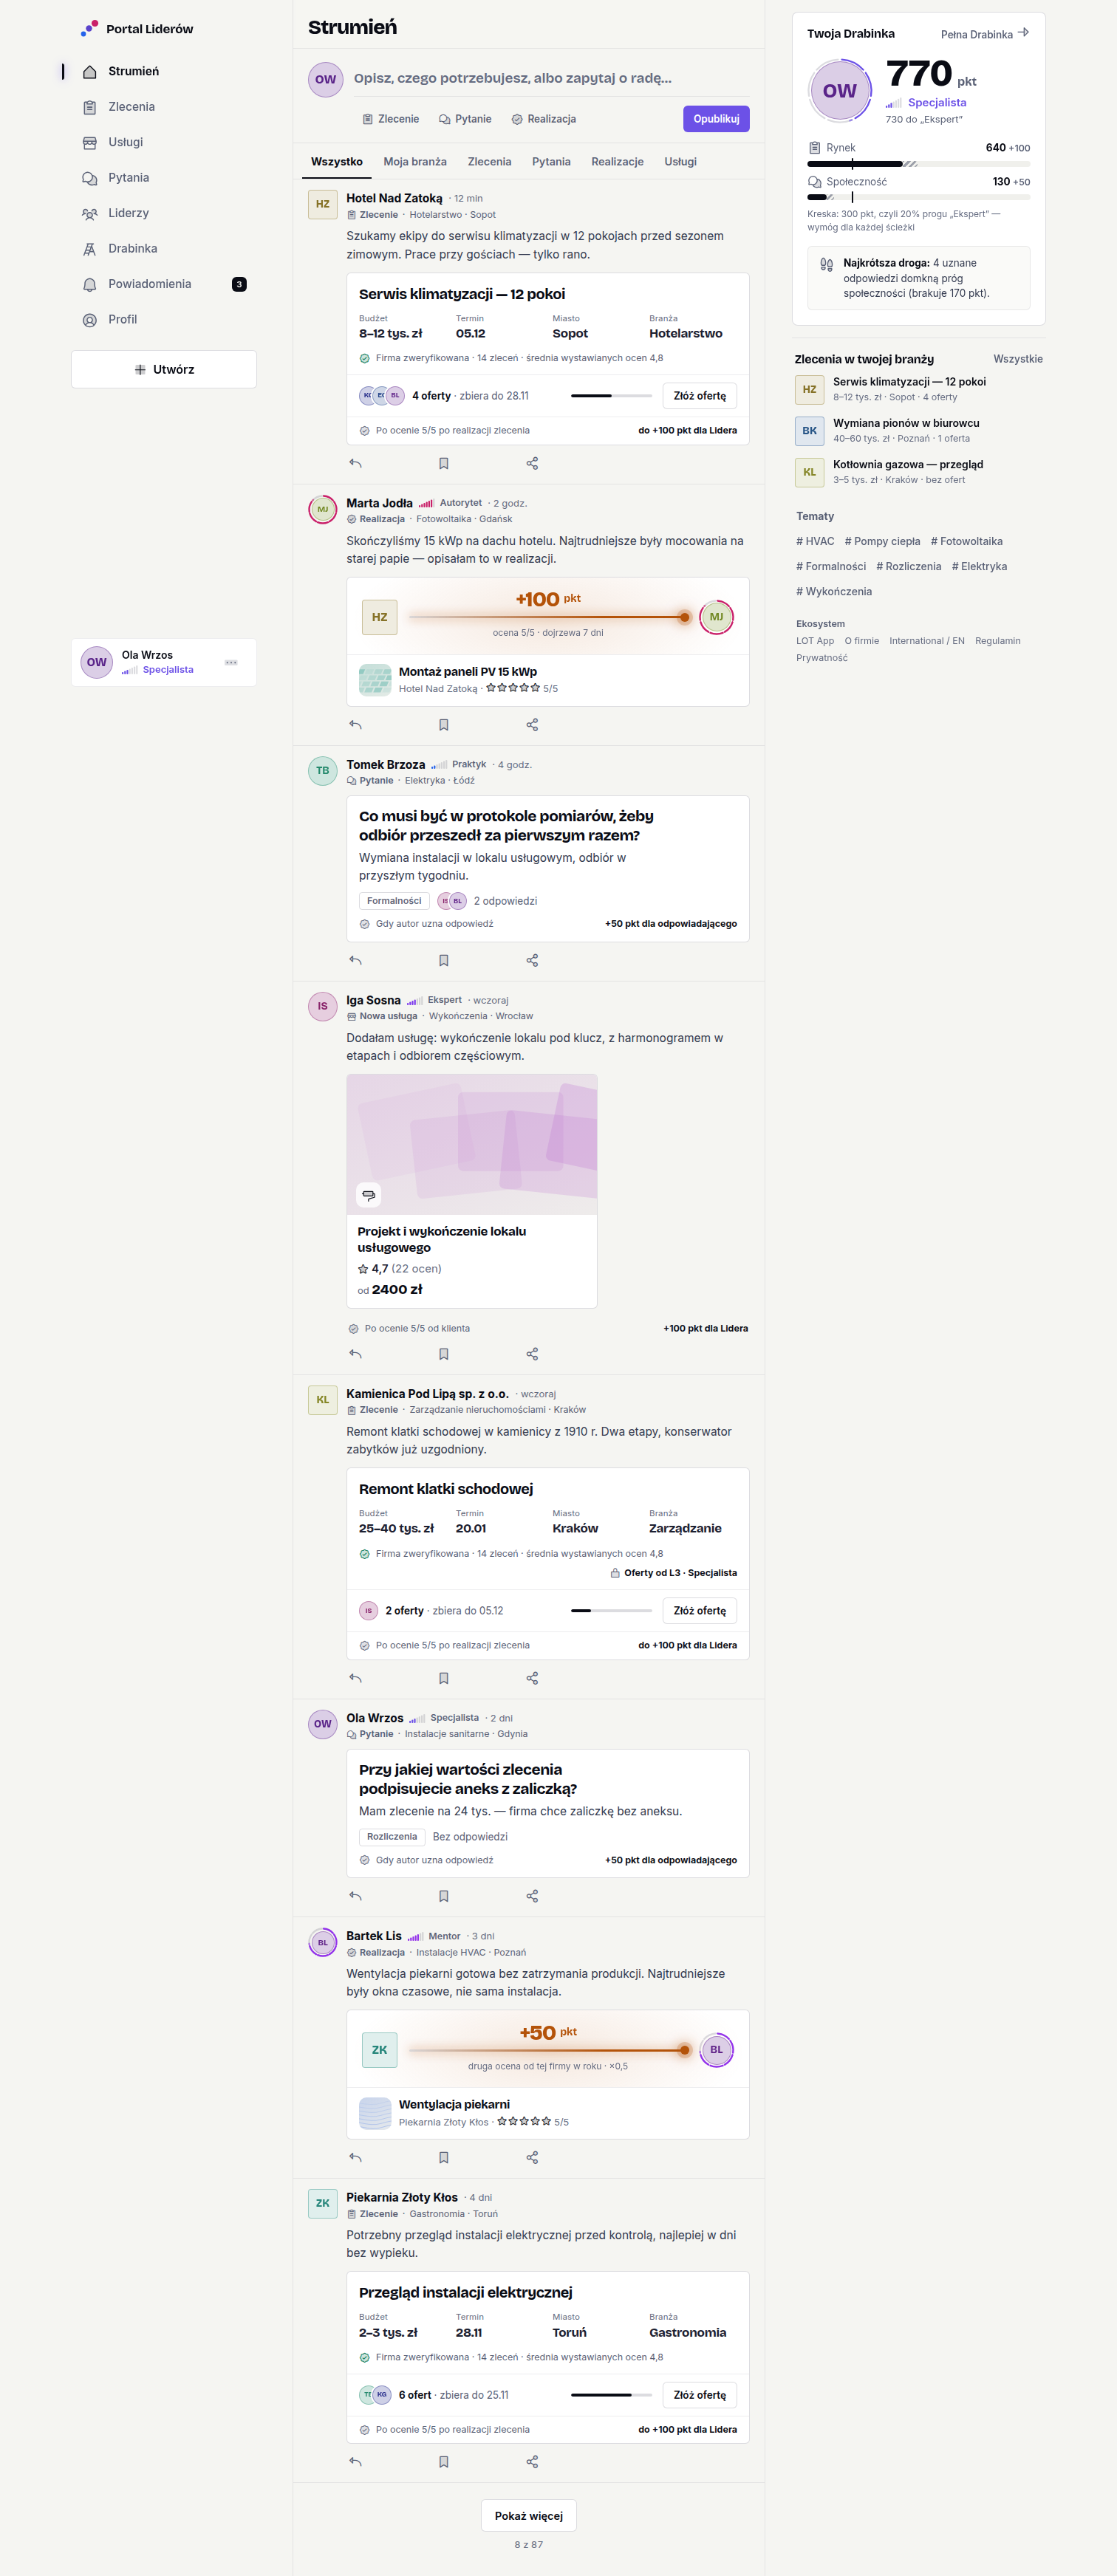 Portal Liderów
Strumień
Zlecenia
Usługi
Pytania
Liderzy
Drabinka
Powiadomienia 3
Profil
Utwórz
OW
Ola Wrzos
Specjalista
Strumień
OW
Opisz, czego potrzebujesz, albo zapytaj o radę...
Zlecenie Pytanie Realizacja Opublikuj
Wszystko Moja branża Zlecenia Pytania Realizacje Usługi
HZ
Hotel Nad Zatoką · 12 min
Zlecenie · Hotelarstwo · Sopot
Szukamy ekipy do serwisu klimatyzacji w 12 pokojach przed sezonem
zimowym. Prace przy gościach — tylko rano.
Serwis klimatyzacji — 12 pokoi
Budżet Termin Miasto Branża
8–12 tys. zł 05.12 Sopot Hotelarstwo
Firma zweryfikowana · 14 zleceń · średnia wystawianych ocen 4,8
BL 4 oferty · zbiera do 28.11 Złóż ofertę
Po ocenie 5/5 po realizacji zlecenia do +100 pkt dla Lidera
MJ
Marta Jodła Autorytet · 2 godz.
Realizacja · Fotowoltaika · Gdańsk
Skończyliśmy 15 kWp na dachu hotelu. Najtrudniejsze były mocowania na
starej papie — opisałam to w realizacji.
HZ
+100 pkt
ocena 5/5 · dojrzewa 7 dni
MJ
Montaż paneli PV 15 kWp
Hotel Nad Zatoką · 5/5
TB
Tomek Brzoza Praktyk · 4 godz.
Pytanie · Elektryka · Łódź
Co musi być w protokole pomiarów, żeby
odbiór przeszedł za pierwszym razem?
Wymiana instalacji w lokalu usługowym, odbiór w
przyszłym tygodniu.
Formalności BL 2 odpowiedzi
Gdy autor uzna odpowiedź +50 pkt dla odpowiadającego
IS
Iga Sosna Ekspert · wczoraj
Nowa usługa · Wykończenia · Wrocław
Dodałam usługę: wykończenie lokalu pod klucz, z harmonogramem w
etapach i odbiorem częściowym.
Projekt i wykończenie lokalu
usługowego
4,7 (22 ocen)
od 2400 zł
Po ocenie 5/5 od klienta +100 pkt dla Lidera
KL
Kamienica Pod Lipą sp. z o.o. · wczoraj
Zlecenie · Zarządzanie nieruchomościami · Kraków
Remont klatki schodowej w kamienicy z 1910 r. Dwa etapy, konserwator
zabytków już uzgodniony.
Remont klatki schodowej
Budżet Termin Miasto Branża
25–40 tys. zł 20.01 Kraków Zarządzanie
Firma zweryfikowana · 14 zleceń · średnia wystawianych ocen 4,8
Oferty od L3 · Specjalista
IS 2 oferty · zbiera do 05.12 Złóż ofertę
Po ocenie 5/5 po realizacji zlecenia do +100 pkt dla Lidera
OW
Ola Wrzos Specjalista · 2 dni
Pytanie · Instalacje sanitarne · Gdynia
Przy jakiej wartości zlecenia
podpisujecie aneks z zaliczką?
Mam zlecenie na 24 tys. — firma chce zaliczkę bez aneksu.
Rozliczenia Bez odpowiedzi
Gdy autor uzna odpowiedź +50 pkt dla odpowiadającego
BL
Bartek Lis Mentor · 3 dni
Realizacja · Instalacje HVAC · Poznań
Wentylacja piekarni gotowa bez zatrzymania produkcji. Najtrudniejsze
były okna czasowe, nie sama instalacja.
ZK
+50 pkt
druga ocena od tej firmy w roku · ×0,5
BL
Wentylacja piekarni
Piekarnia Złoty Kłos · 5/5
ZK
Piekarnia Złoty Kłos · 4 dni
Zlecenie · Gastronomia · Toruń
Potrzebny przegląd instalacji elektrycznej przed kontrolą, najlepiej w dni
bez wypieku.
Przegląd instalacji elektrycznej
Budżet Termin Miasto Branża
2–3 tys. zł 28.11 Toruń Gastronomia
Firma zweryfikowana · 14 zleceń · średnia wystawianych ocen 4,8
KG 6 ofert · zbiera do 25.11 Złóż ofertę
Po ocenie 5/5 po realizacji zlecenia do +100 pkt dla Lidera
Pokaż więcej
8 z 87
Twoja Drabinka Pełna Drabinka
OW
770 pkt
Specjalista
730 do „Ekspert”
Rynek 640 +100
Społeczność 130 +50
Kreska: 300 pkt, czyli 20% progu „Ekspert” —
wymóg dla każdej ścieżki
Najkrótsza droga: 4 uznane
odpowiedzi domkną próg
społeczności (brakuje 170 pkt).
Zlecenia w twojej branży Wszystkie
HZ
Serwis klimatyzacji — 12 pokoi
8–12 tys. zł · Sopot · 4 oferty
BK
Wymiana pionów w biurowcu
40–60 tys. zł · Poznań · 1 oferta
KL
Kotłownia gazowa — przegląd
3–5 tys. zł · Kraków · bez ofert
Tematy
# HVAC # Pompy ciepła # Fotowoltaika
# Formalności # Rozliczenia # Elektryka
# Wykończenia
Ekosystem
LOT App O firmie International / EN Regulamin
Prywatność